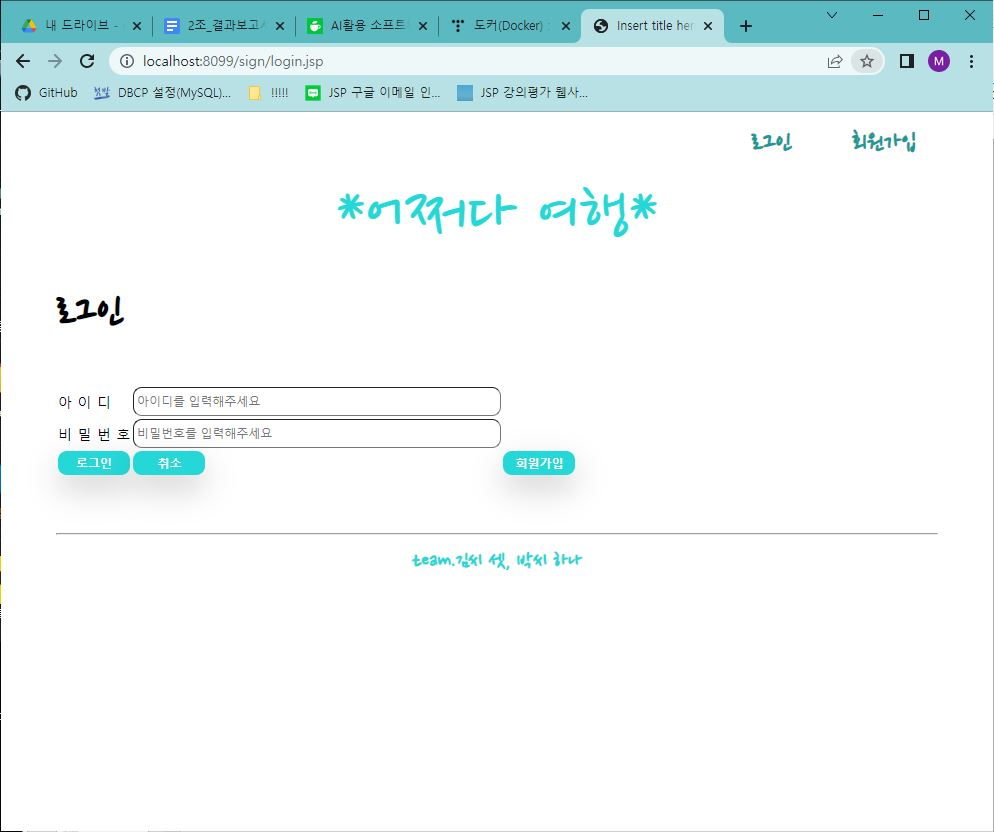 내 드라이브 -
2조_결과보고서
AI활용 소프트
도커(Docker) :
Insert title her
localhost:8099/sign/login.jsp
M
GitHub
DBCP 설정(MySQL)...
!!!!!
JSP 구글 이메일 인...
JSP 강의평가 웹사...
로그인 회원가입
*어쩌다 여행*
로그인
아 이 디 아이디를 입력해주세요
비 밀 번 호 비밀번호를 입력해주세요
로그인 취소 회원가입
team.김씨 셋, 박씨 하나